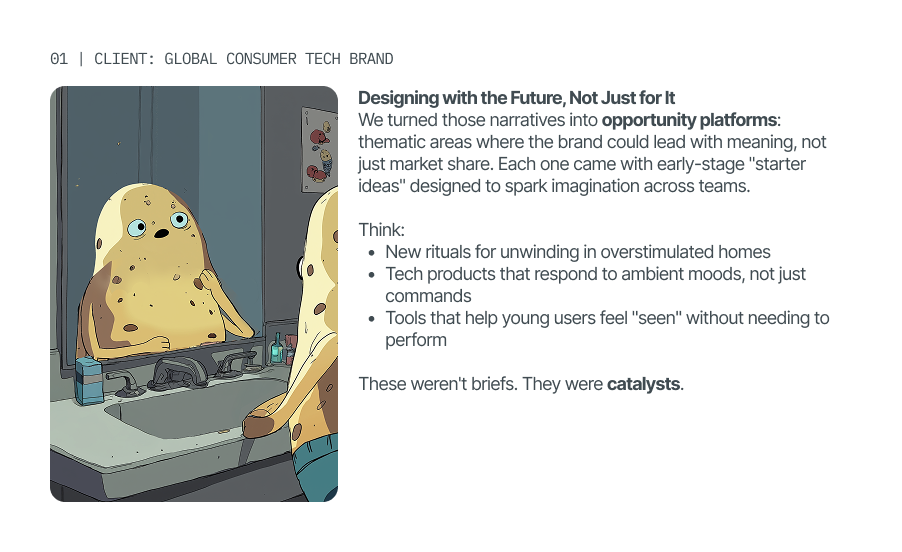 01 | CLIENT: GLOBAL CONSUMER TECH BRAND
Designing with the Future, Not Just for It
We turned those narratives into opportunity platforms:
thematic areas where the brand could lead with meaning, not
just market share. Each one came with early-stage "starter
ideas" designed to spark imagination across teams.
Think:
• New rituals for unwinding in overstimulated homes
• Tech products that respond to ambient moods, not just
commands
• Tools that help young users feel "seen" without needing to
perform
These weren't briefs. They were catalysts.